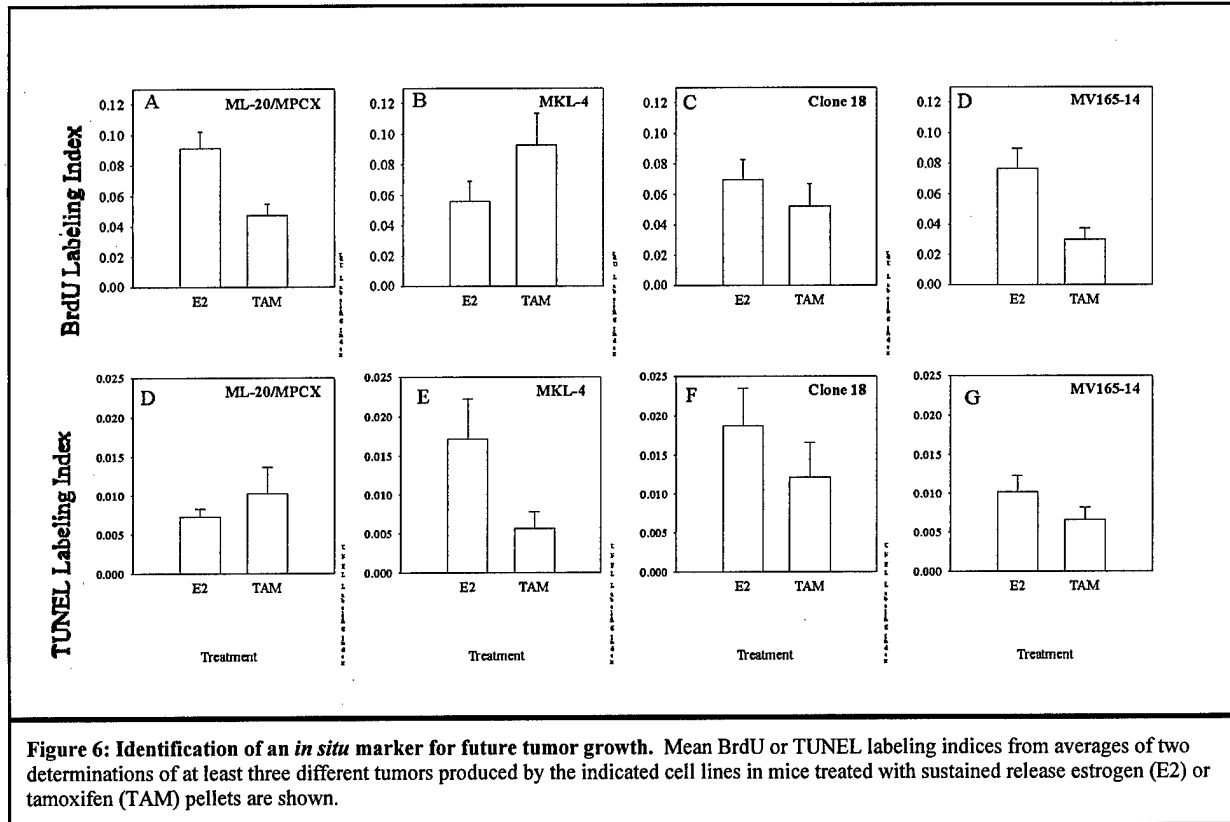 A ML-20/MPCX
B MKL-4
C Clone 18
D MV165-14
BrdU Labeling Index
0.12 0.12 0.12 0.12
0.10 0.10 0.10 0.10
0.08 0.08 0.08 0.08
0.06 0.06 0.06 0.06
0.04 0.04 0.04 0.04
0.02 0.02 0.02 0.02
0.00 0.00 0.00 0.00
E2 TAM E2 TAM E2 TAM E2 TAM
D ML-20/MPCX
E MKL-4
F Clone 18
G MV165-14
TUNEL Labeling Index
0.025 0.025 0.025 0.025
0.020 0.020 0.020 0.020
0.015 0.015 0.015 0.015
0.010 0.010 0.010 0.010
0.005 0.005 0.005 0.005
0.000 0.000 0.000 0.000
E2 TAM E2 TAM E2 TAM E2 TAM
Treatment Treatment Treatment Treatment
Figure 6: Identification of an in situ marker for future tumor growth. Mean BrdU or TUNEL labeling indices from averages of two
determinations of at least three different tumors produced by the indicated cell lines in mice treated with sustained release estrogen (E2) or
tamoxifen (TAM) pellets are shown.